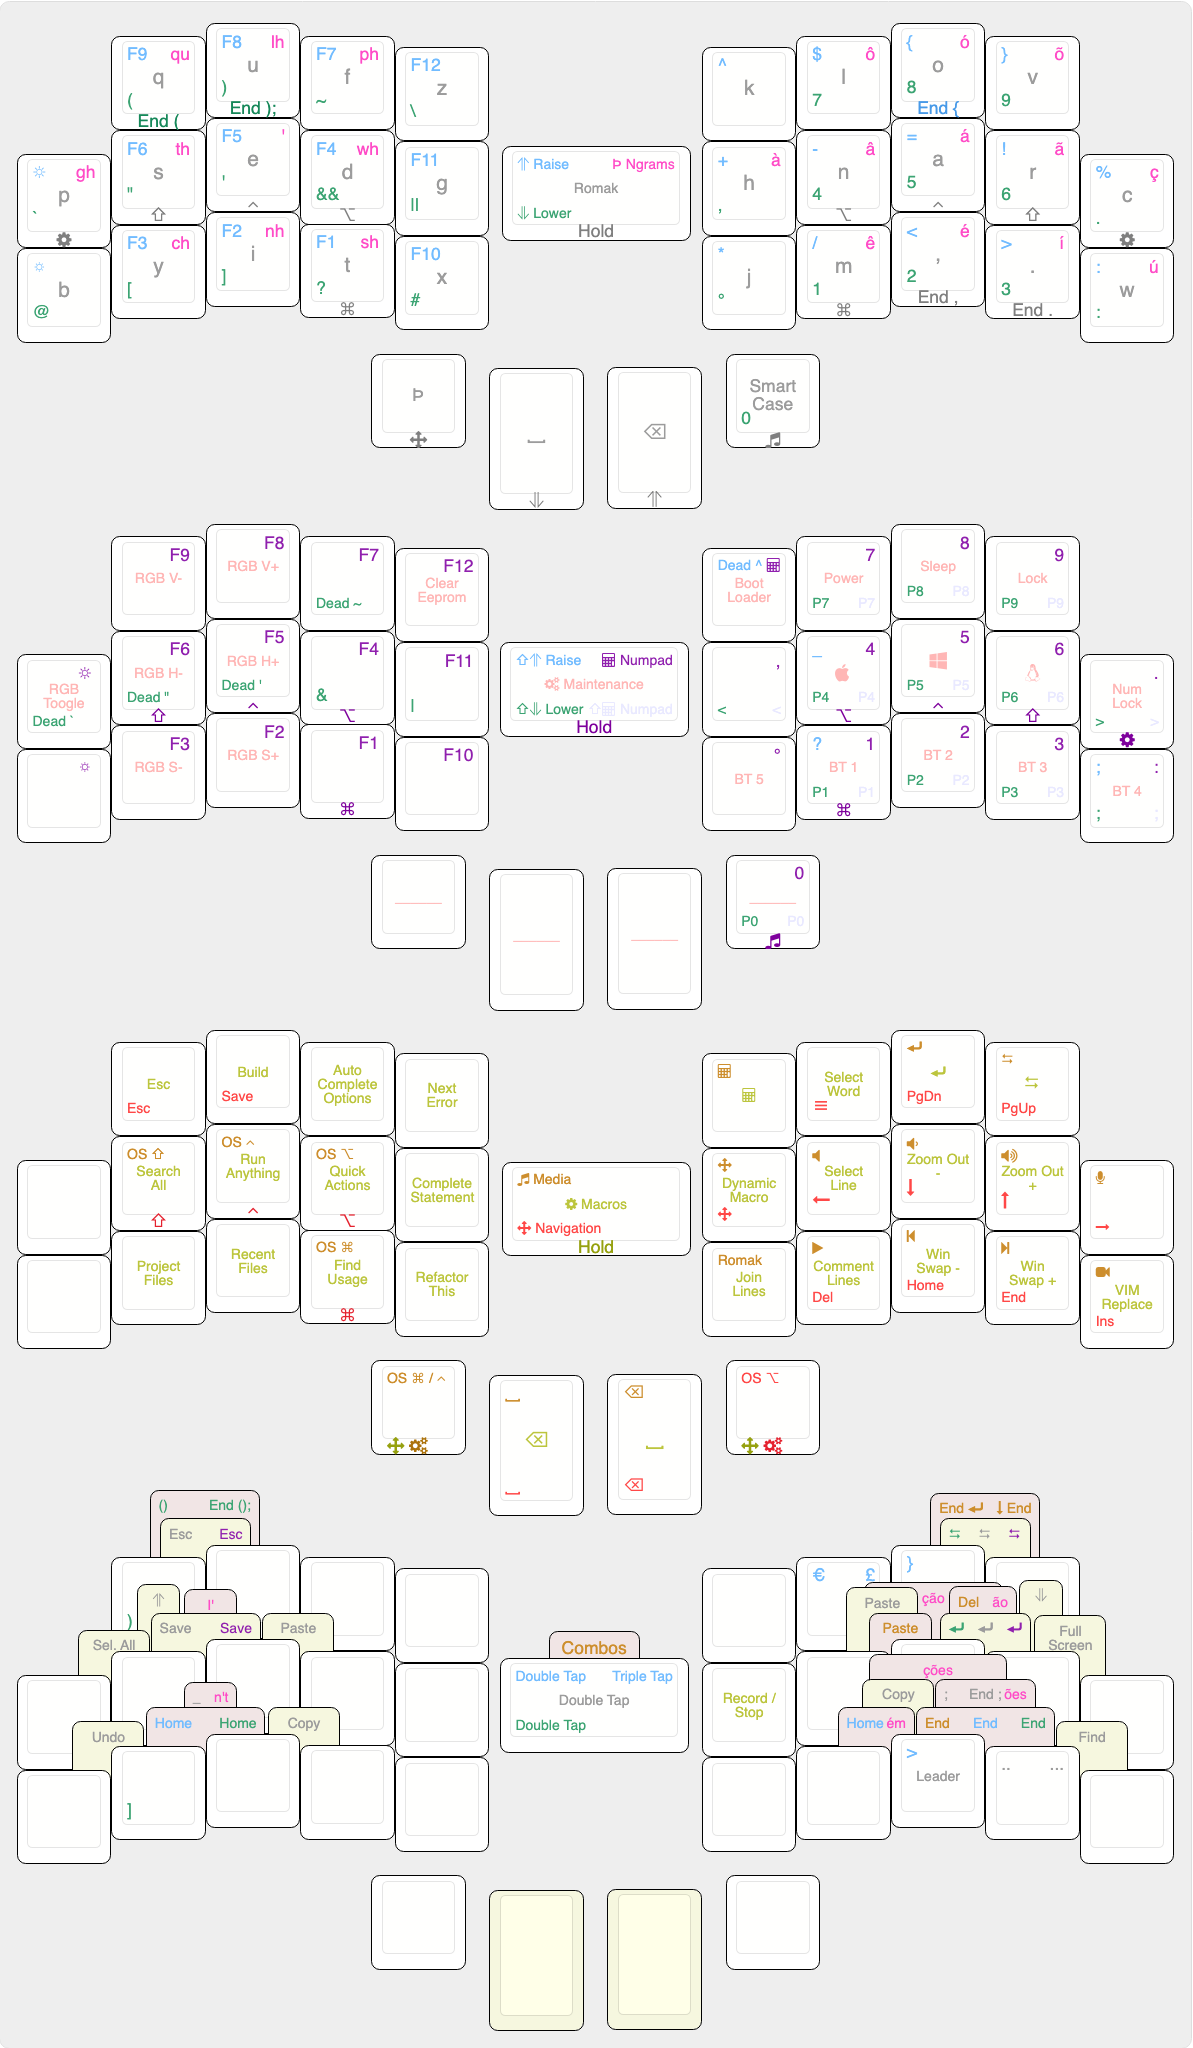 F9 qu
q
(
End (
F8 lh
u
)
End );
F7 ph
f
~
F12
z
\
^
k
$ ô
l
7
{ ó
o
8
End {
} õ
v
9
gh
p
`
F6 th
s
"
F5 '
e
'
^
F4 wh
d
&&
⌥
F11
g
||
⇑ Raise Þ Ngrams
Romak
⇓ Lower
Hold
+ à
h
,
- â
n
4
⌥
= á
a
5
^
! ã
r
6
% ç
c
.
b
@
F3 ch
y
[
F2 nh
i
]
F1 sh
t
?
⌘
F10
x
#
*
j
°
/ ê
m
1
⌘
< é
,
2
End ,
> í
.
3
End .
: ú
w
:
Þ
Smart
Case
0
F9
RGB V-
F8
RGB V+
F7
Dead ~
F12
Clear
Eeprom
Dead ^
Boot
Loader
7
Power
P7 P7
8
Sleep
P8 P8
9
Lock
P9 P9
RGB
Toogle
Dead `
F6
RGB H-
Dead "
F5
RGB H+
Dead '
^
F4
&
⌥
F11
|
⇧⇑ Raise Numpad
Maintenance
⇧⇓ Lower ⇧ Numpad
Hold
,
< <
_ 4
P4 P4
⌥
5
P5 P5
^
6
P6 P6
.
Num
Lock
> >
F3
RGB S-
F2
RGB S+
F1
⌘
F10
°
BT 5
? 1
BT 1
P1 P1
⌘
2
BT 2
P2 P2
3
BT 3
P3 P3
; :
BT 4
; ;
0
P0 P0
Esc
Esc
Build
Save
Auto
Complete
Options
Next
Error
Select
Word
PgDn
PgUp
OS ⇧
Search
All
OS ^
Run
Anything
^
OS ⌥
Quick
Actions
⌥
Complete
Statement
Media
Macros
Navigation
Hold
Dynamic
Macro
Select
Line
←
Zoom Out
-
↓
Zoom Out
+
↑
→
Project
Files
Recent
Files
OS ⌘
Find
Usage
⌘
Refactor
This
Romak
Join
Lines
Comment
Lines
Del
Win
Swap -
Home
Win
Swap +
End
VIM
Replace
Ins
OS ⌘ / ^
OS ⌥
() End ();
Esc Esc
)
⇑
I'
Save Save Paste
Sel. All
_ n't
Home Home Copy
Undo
]
Combos
Double Tap Triple Tap
Double Tap
Double Tap
End ↵ ↓ End
€ £
}
Paste ção Del ão ⇓
Paste
Full
Screen
ções
Record /
Stop
Copy ; End ; ões
Home ém End End End
Find
>
Leader
.. ...